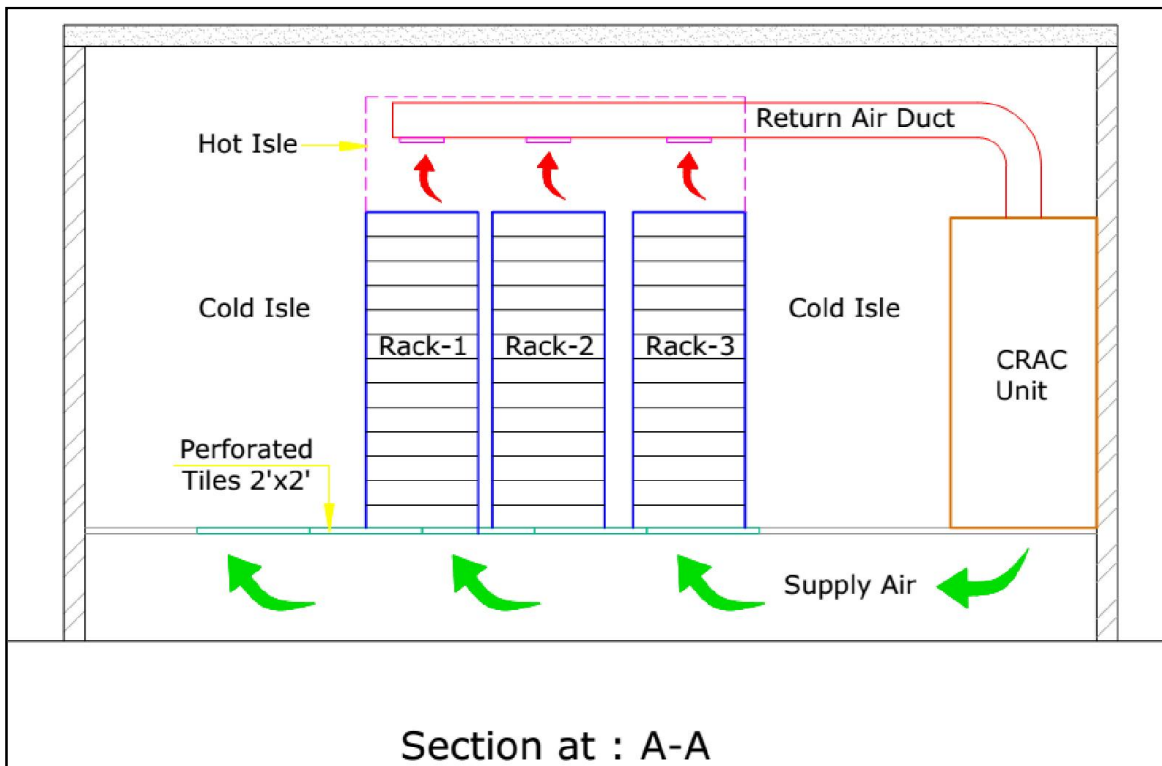 Return Air Duct
Hot Isle
Cold Isle
Cold Isle
Rack-1
Rack-2
Rack-3
CRAC
Unit
Perforated
Tiles 2'x2'
Supply Air
Section at : A-A